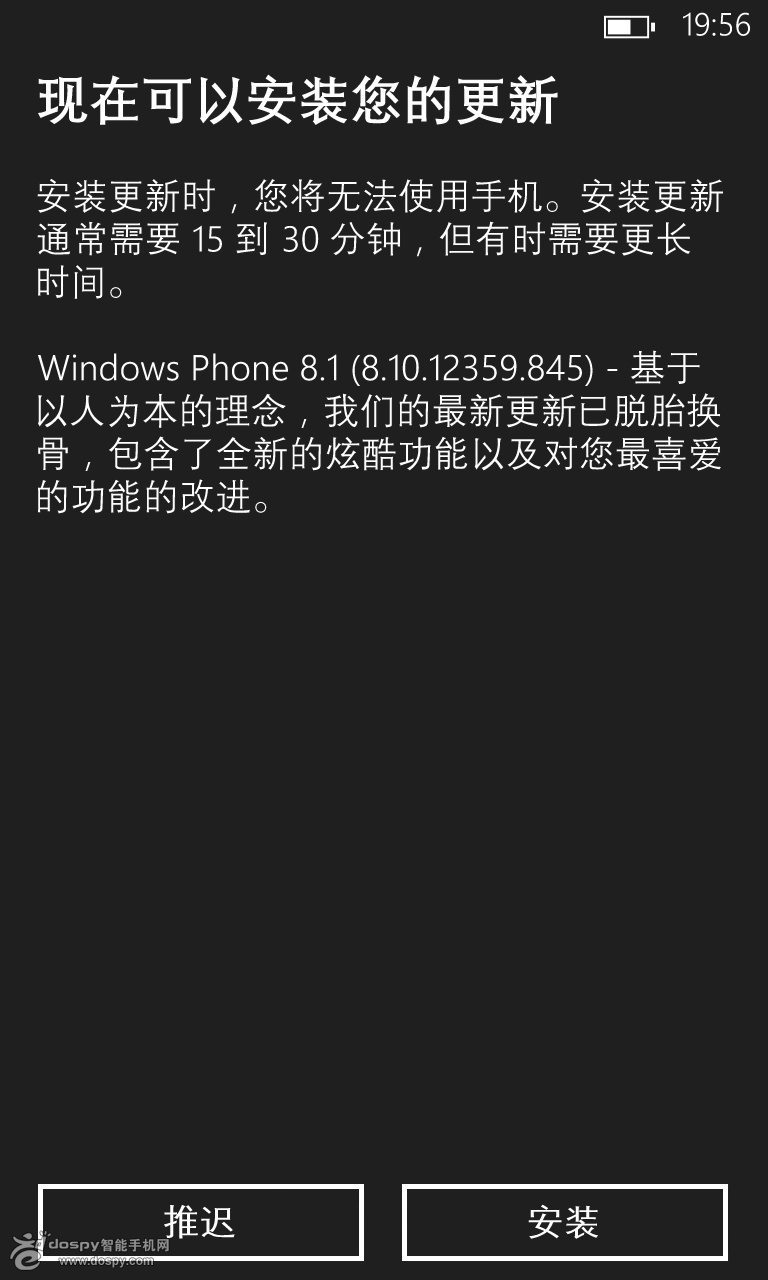 19:56
现在可以安装您的更新
安装更新时，您将无法使用手机。安装更新
通常需要 15 到 30 分钟，但有时需要更长
时间。
Windows Phone 8.1 (8.10.12359.845) - 基于
以人为本的理念，我们的最新更新已脱胎换
骨，包含了全新的炫酷功能以及对您最喜爱
的功能的改进。
推迟
安装
dospy智能手机网
www.dospy.com